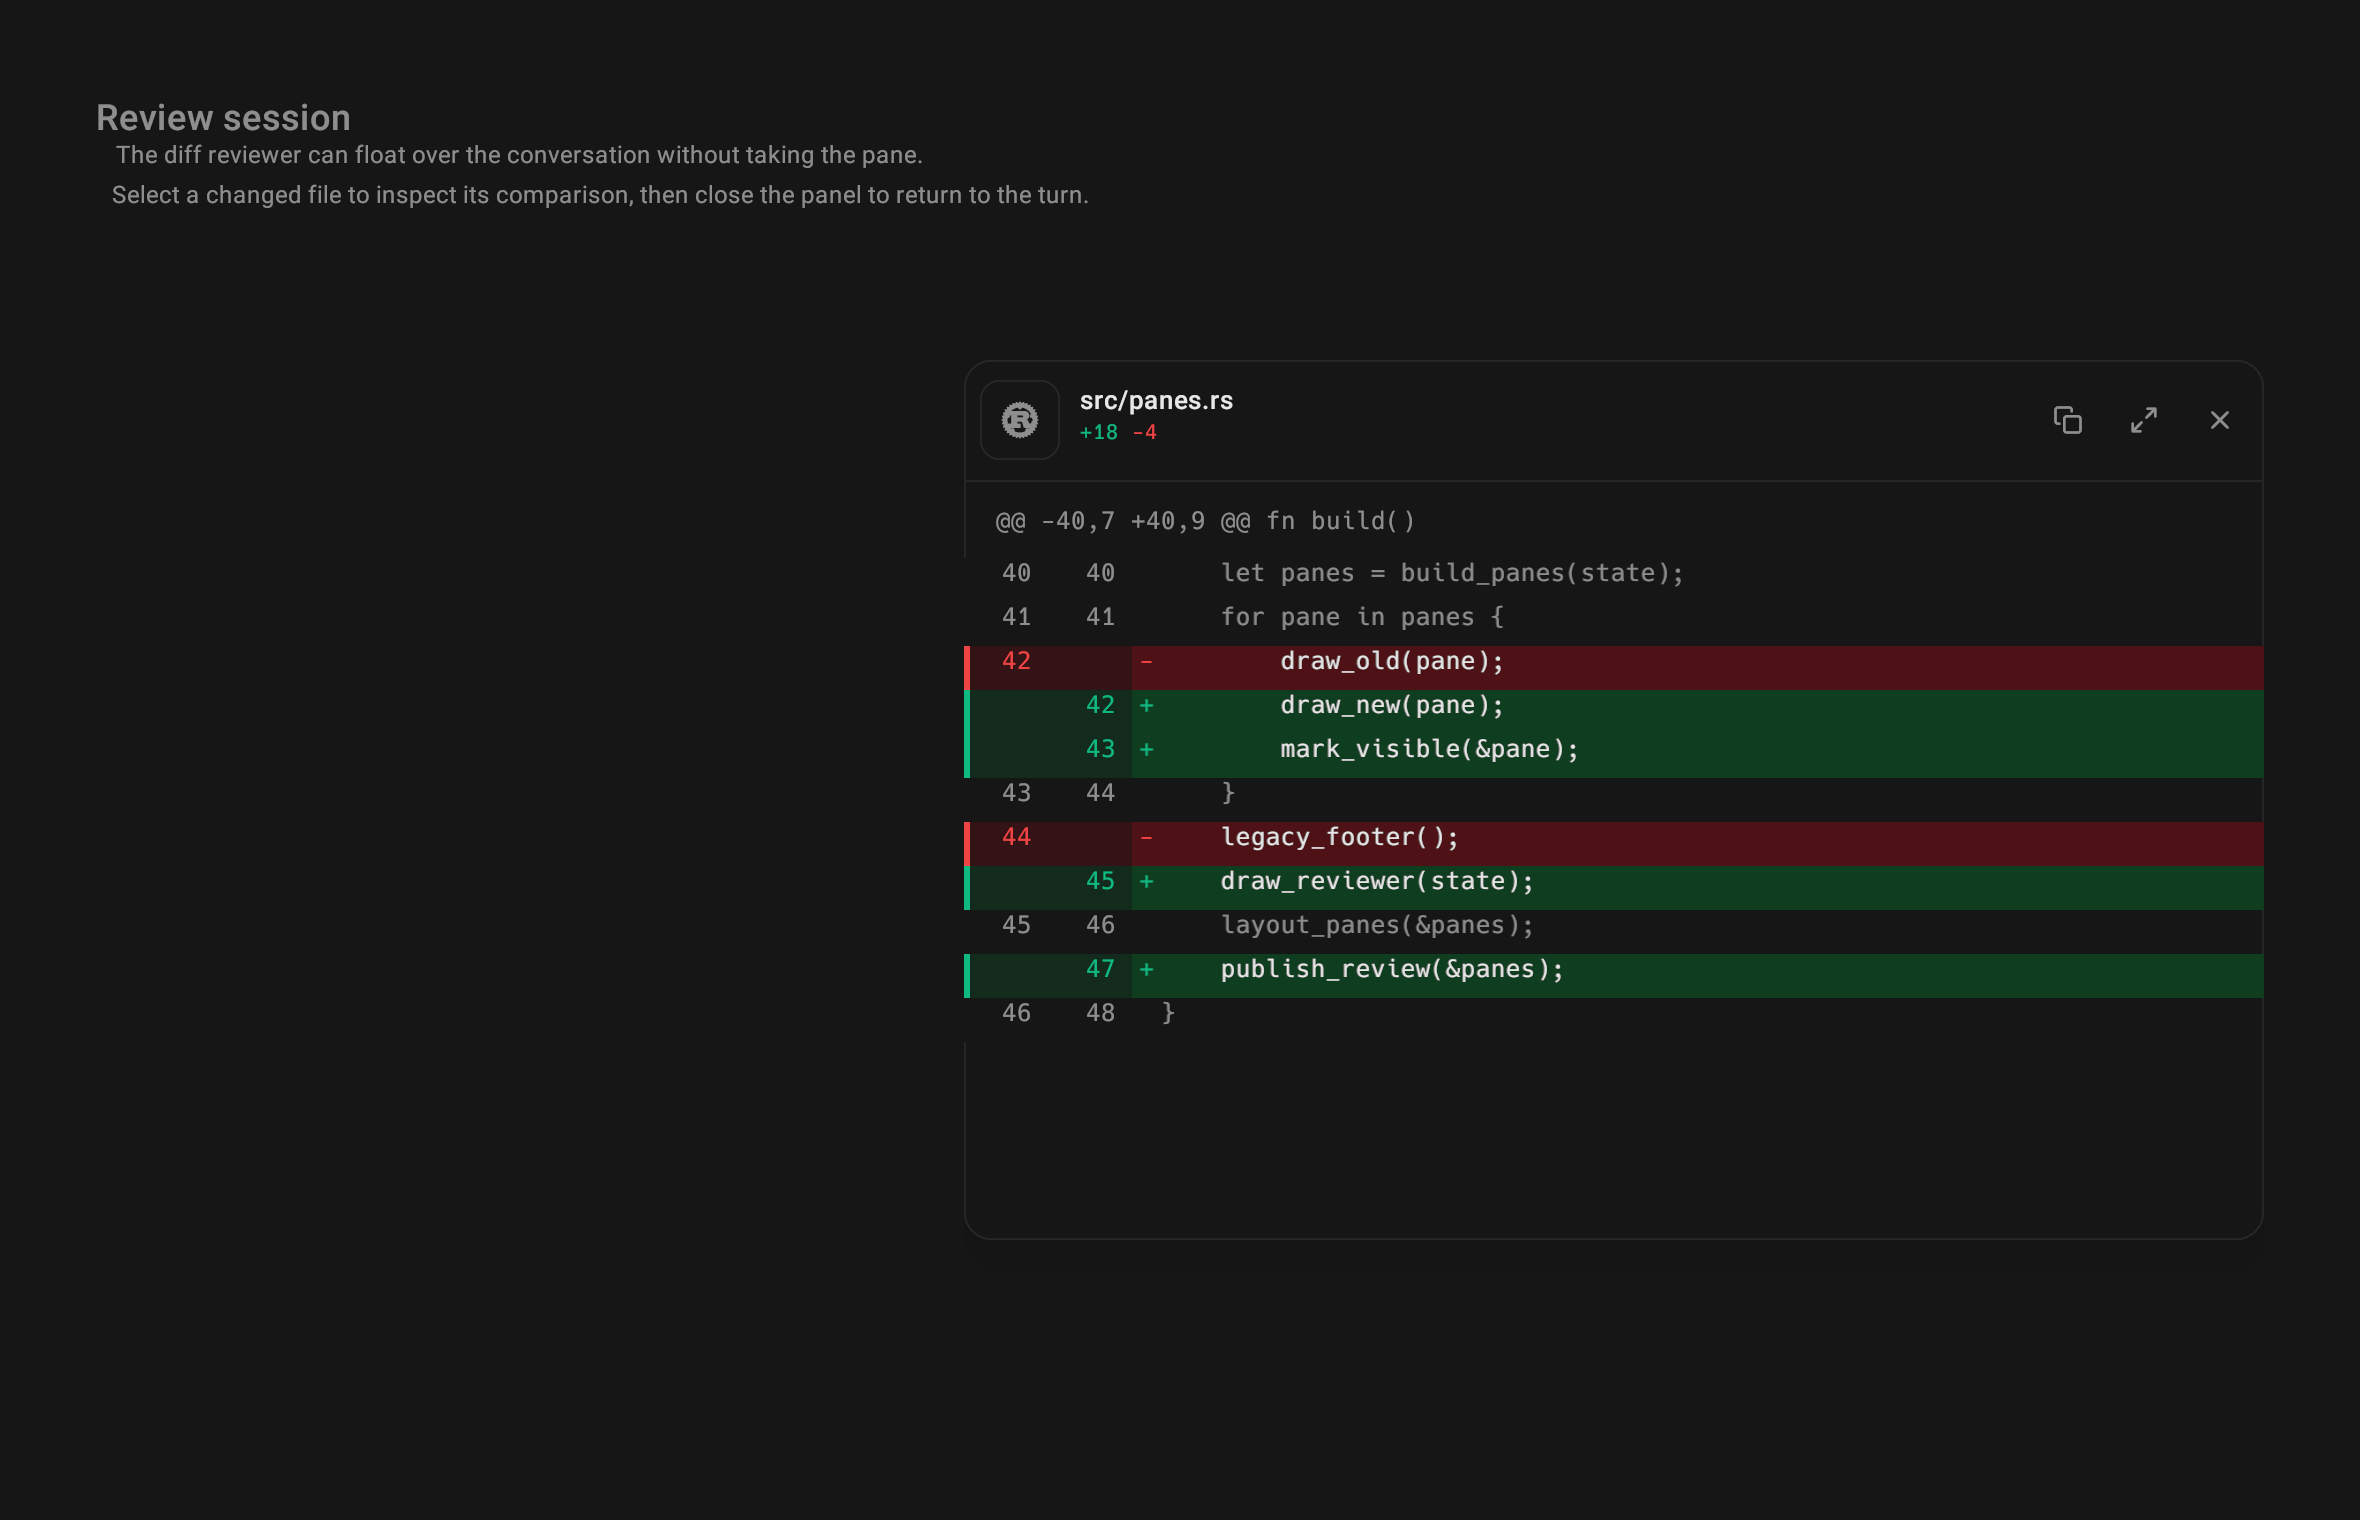 Review session
The diff reviewer can float over the conversation without taking the pane.
Select a changed file to inspect its comparison, then close the panel to return to the turn.
R
src/panes.rs
+18 -4
@@ -40,7 +40,9 @@ fn build()
40 40 let panes = build_panes(state);
41 41 for pane in panes {
42 - draw_old(pane);
42 + draw_new(pane);
43 + mark_visible(&pane);
43 44 }
44 - legacy_footer();
45 + draw_reviewer(state);
45 46 layout_panes(&panes);
47 + publish_review(&panes);
46 48 }